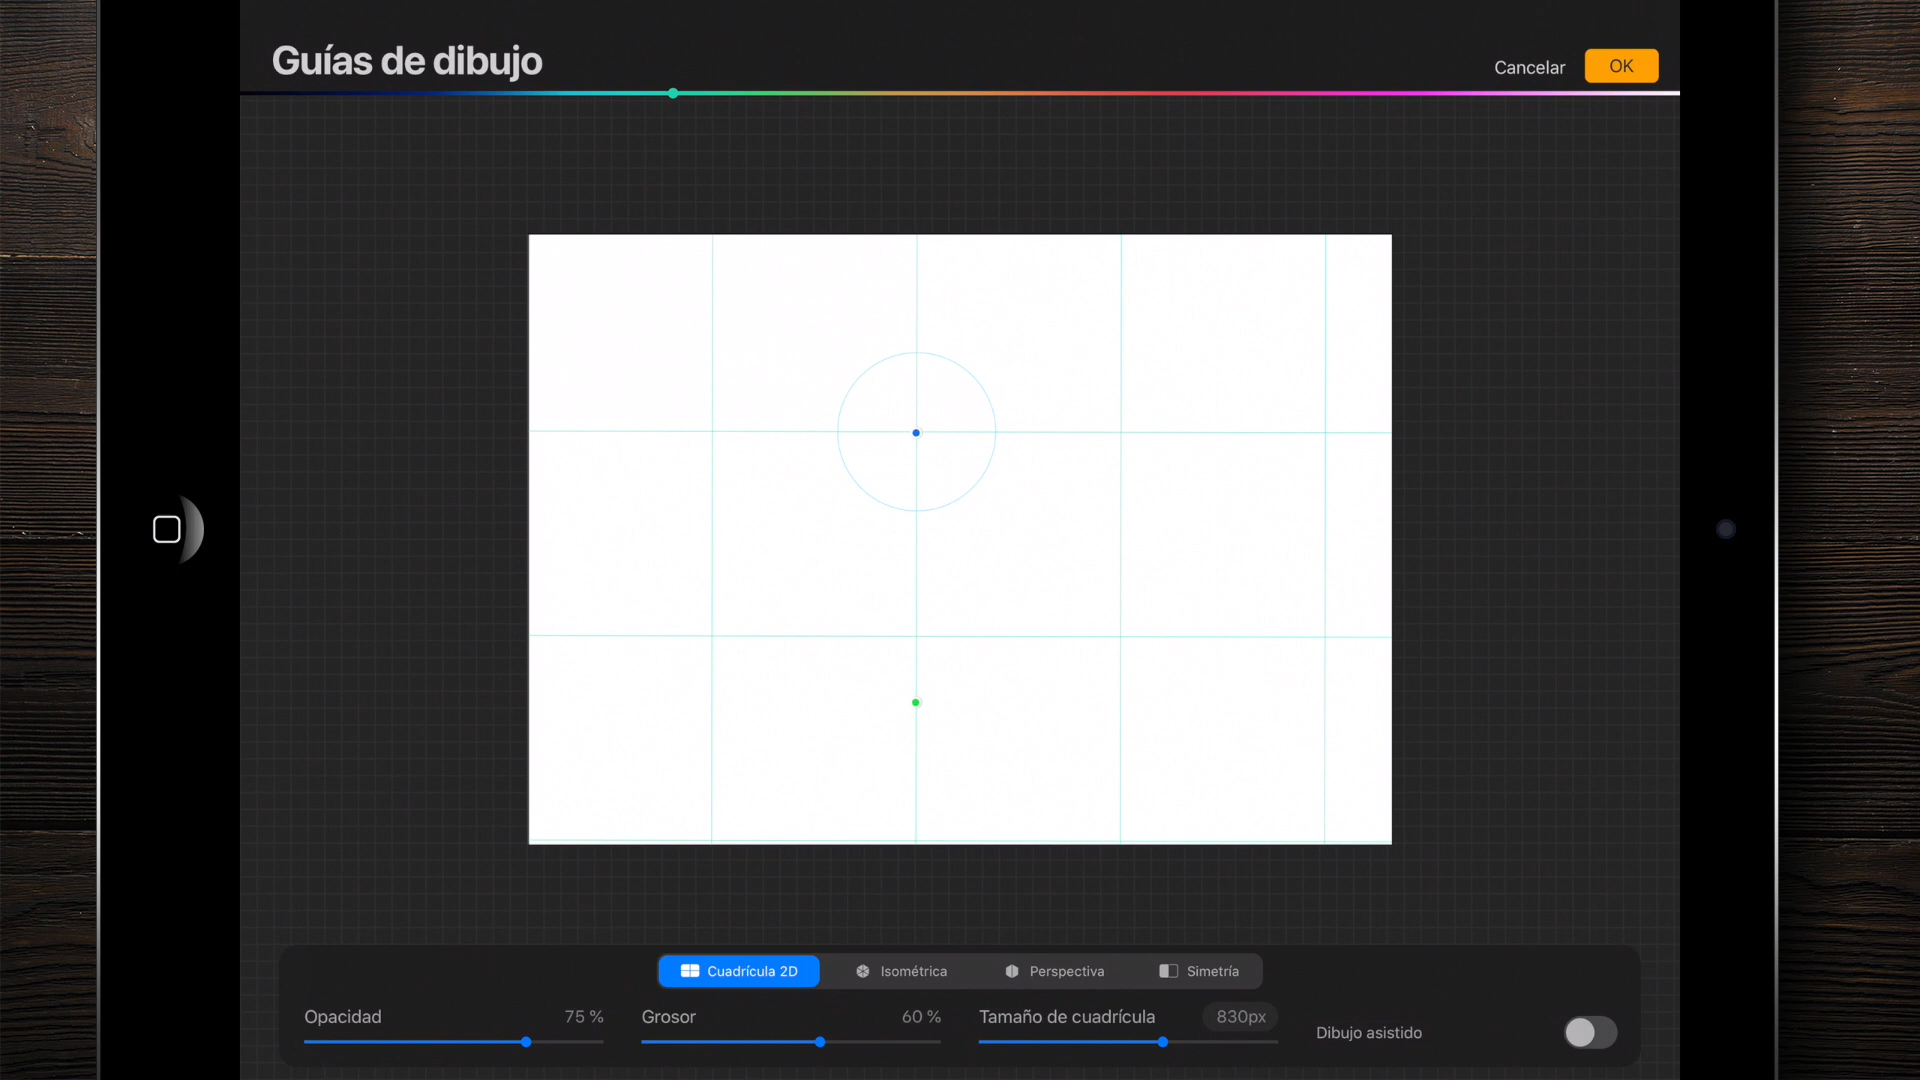 Guías de dibujo
Cancelar
OK
Cuadrícula 2D
Isométrica
Perspectiva
Simetría
Opacidad
75 %
Grosor
60 %
Tamaño de cuadrícula
830px
Dibujo asistido